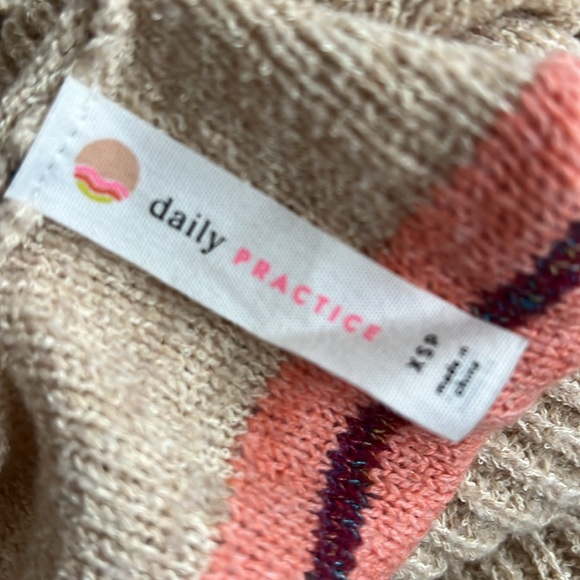 daily PRACTICE
XSP
made in
china